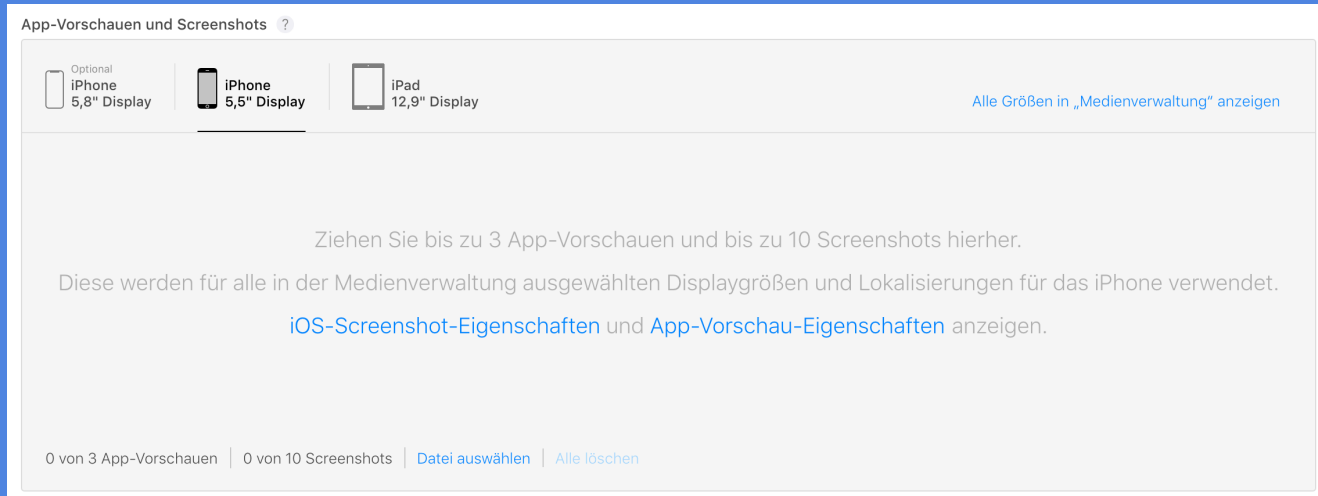 App-Vorschauen und Screenshots ?
Optional
iPhone
5,8" Display
iPhone
5,5" Display
iPad
12,9" Display
Alle Größen in „Medienverwaltung“ anzeigen
Ziehen Sie bis zu 3 App-Vorschauen und bis zu 10 Screenshots hierher.
Diese werden für alle in der Medienverwaltung ausgewählten Displaygrößen und Lokalisierungen für das iPhone verwendet.
iOS-Screenshot-Eigenschaften und App-Vorschau-Eigenschaften anzeigen.
0 von 3 App-Vorschauen 0 von 10 Screenshots Datei auswählen Alle löschen